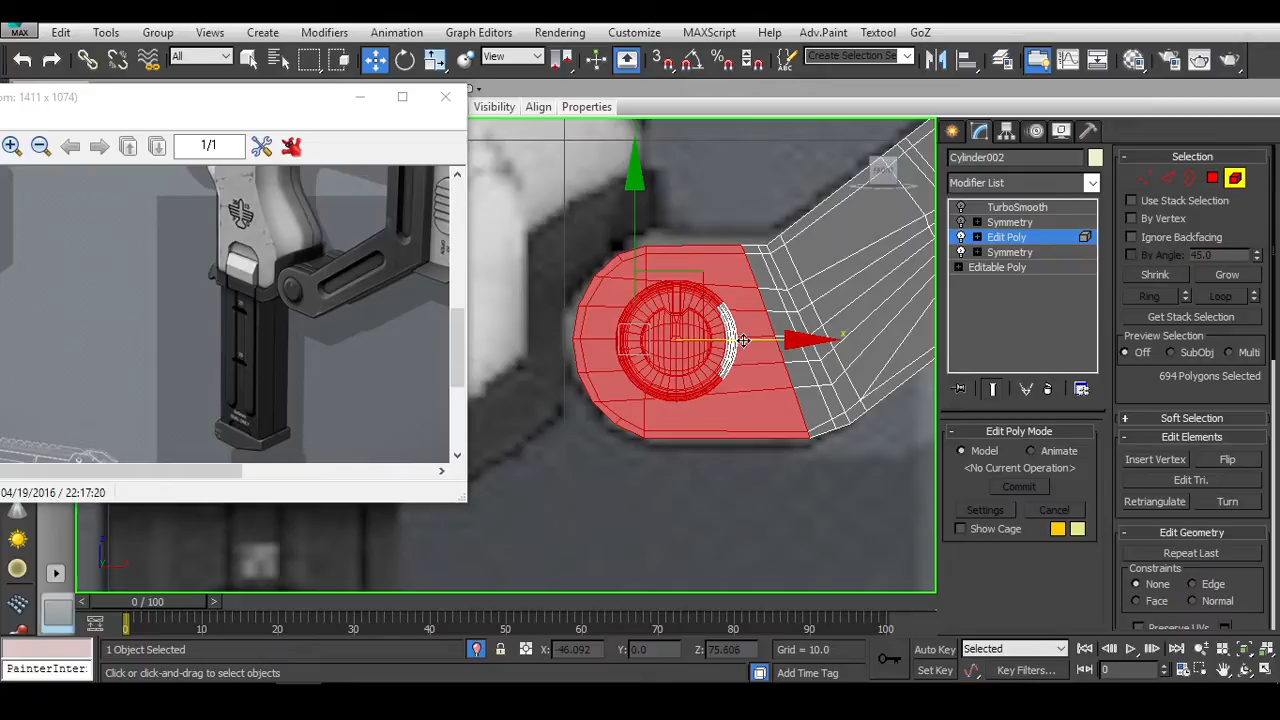 MAX
Edit Tools Group Views Create Modifiers Animation Graph Editors Rendering Customize MAXScript Help Adv.Paint Textool GoZ
All
View
3
Create Selection Se
om: 1411 x 1074)
Visibility Align Properties
1/1
FRONT
x
04/19/2016 / 22:17:20
Cylinder002
Modifier List
TurboSmooth
Symmetry
Edit Poly
Symmetry
Editable Poly
Edit Poly Mode
Model Animate
<No Current Operation>
Commit
Settings Cancel
Show Cage
Selection
Use Stack Selection
By Vertex
Ignore Backfacing
By Angle: 45.0
Shrink Grow
Ring Loop
Get Stack Selection
Preview Selection
Off SubObj Multi
694 Polygons Selected
Soft Selection
Edit Elements
Insert Vertex Flip
Edit Tri.
Retriangulate Turn
Edit Geometry
Repeat Last
Constraints
None Edge
Face Normal
Preserve UVs
0 / 100
0 10 20 30 40 50 60 70 80 90 100
1 Object Selected
X: -46.092 Y: 0.0 Z: 75.606 Grid = 10.0
Auto Key Selected
PainterInter
Click or click-and-drag to select objects
Add Time Tag
Set Key Key Filters... 0